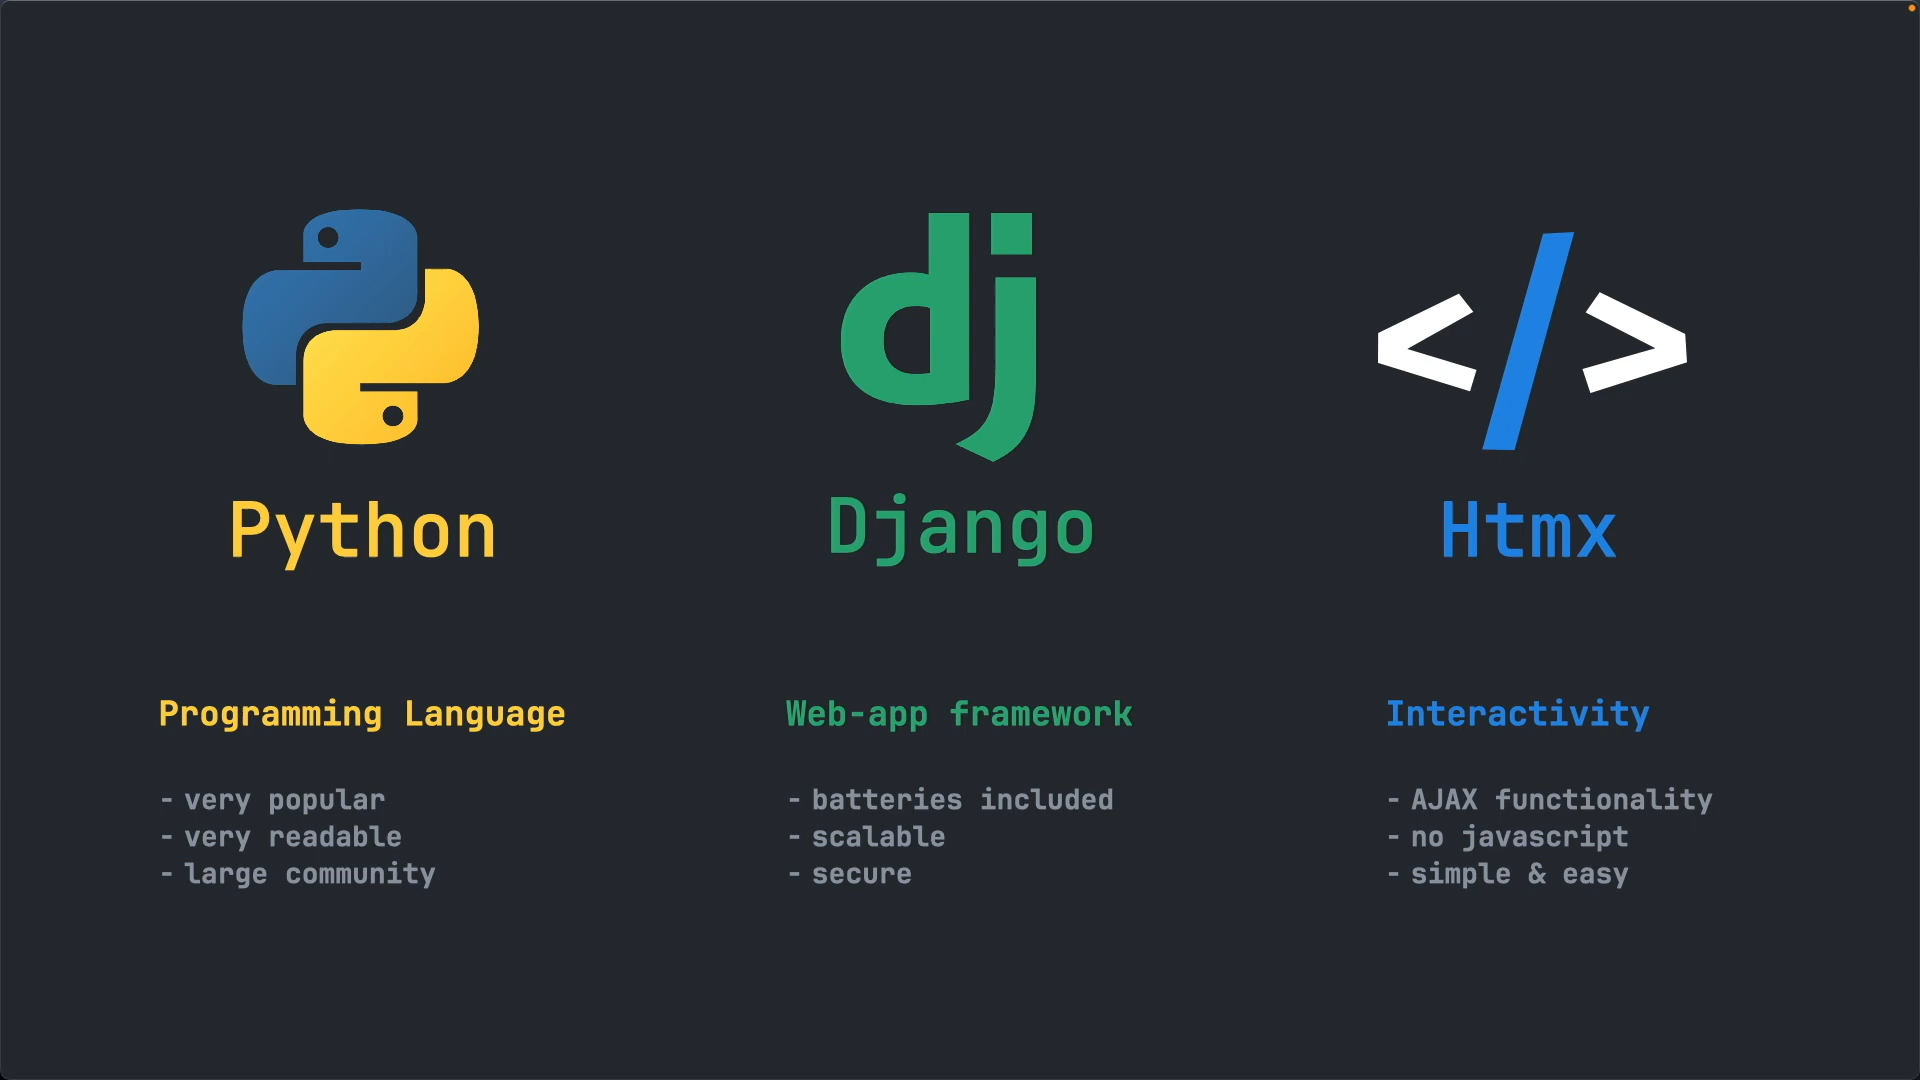 dj
</>
Python
Django
Htmx
Programming Language
- very popular
- very readable
- large community
Web-app framework
- batteries included
- scalable
- secure
Interactivity
- AJAX functionality
- no javascript
- simple & easy